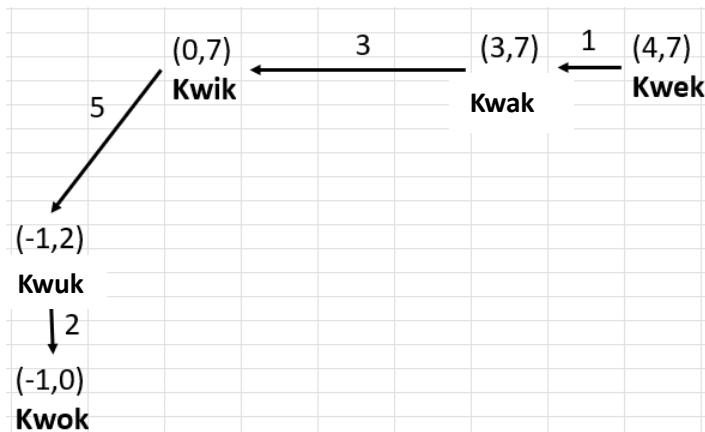 (0,7) 3 (3,7) 1 (4,7)
Kwik Kwak Kwek
5
(-1,2)
Kwuk
2
(-1,0)
Kwok